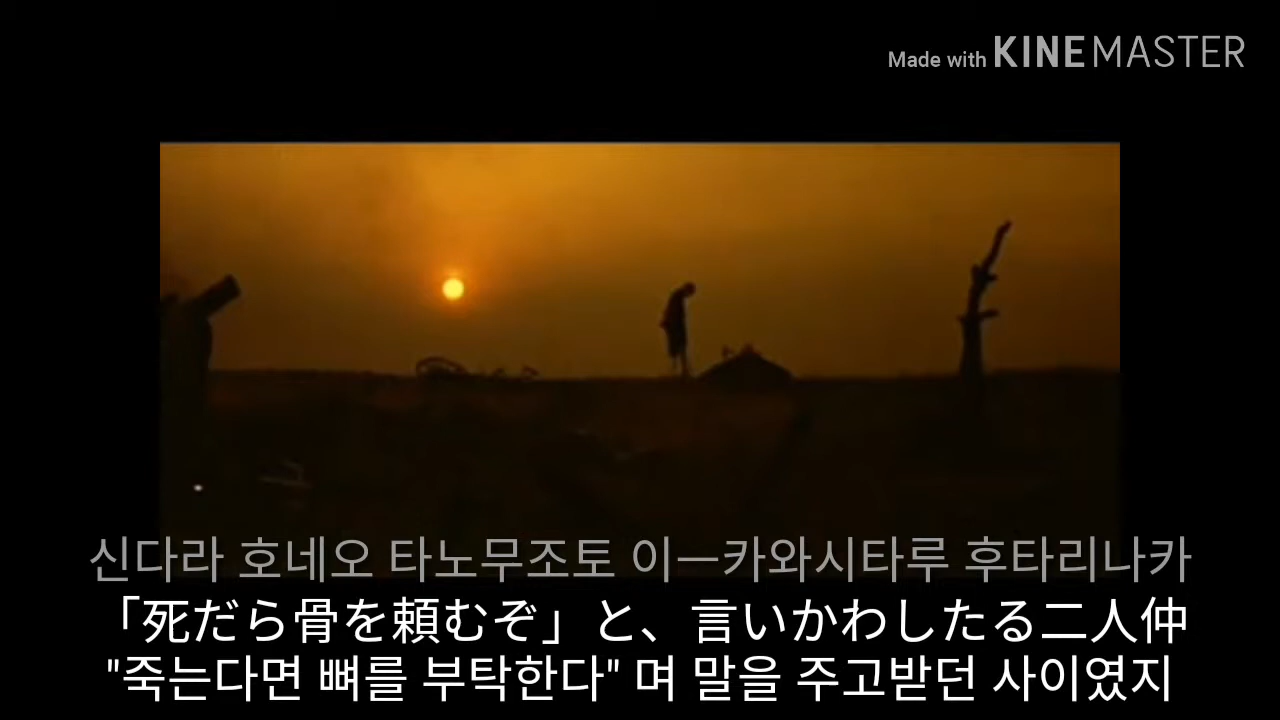 Made with KINEMASTER
신다라 호네오 타노무조토 이ー카와시타루 후타리나카
「死だら骨を頼むぞ」と、言いかわしたる二人仲
"죽는다면 뼈를 부탁한다" 며 말을 주고받던 사이였지